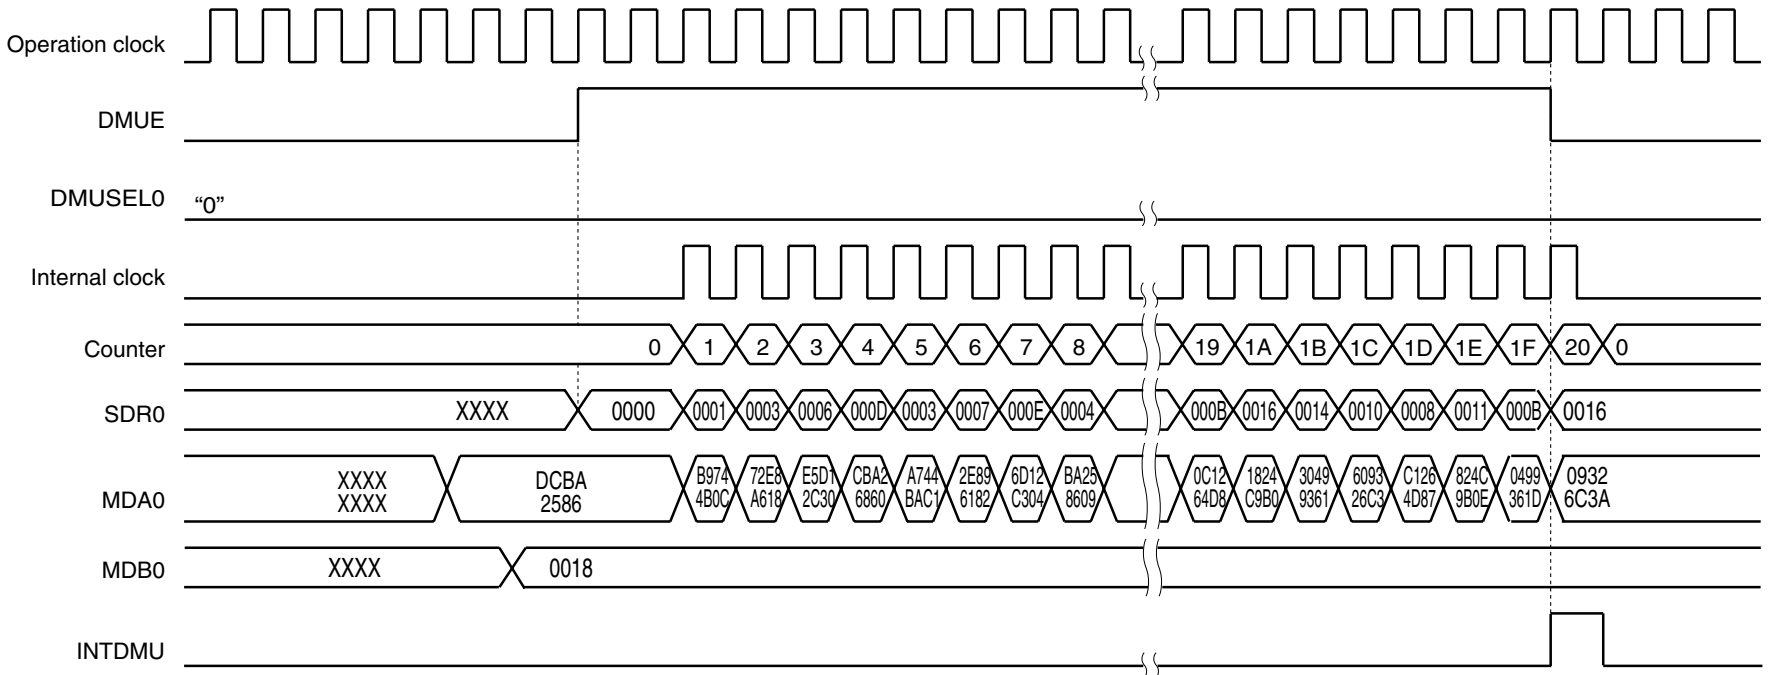 Operation clock
DMUE
DMUSEL0 “0”
Internal clock
Counter 0 1 2 3 4 5 6 7 8 19 1A 1B 1C 1D 1E 1F 20 0
SDR0 XXXX 0000 0001 0003 0006 000D 0003 0007 000E 0004 000B 0016 0014 0010 0008 0011 000B 0016
XXXX DCBA B974 72E8 E5D1 CBA2 A744 2E89 6D12 BA25 0C12 1824 3049 6093 C126 824C 0499 0932
MDA0 XXXX 2586 4B0C A618 2C30 6860 BAC1 6182 C304 8609 64D8 C9B0 9361 26C3 4D87 9B0E 361D 6C3A
MDB0 XXXX 0018
INTDMU